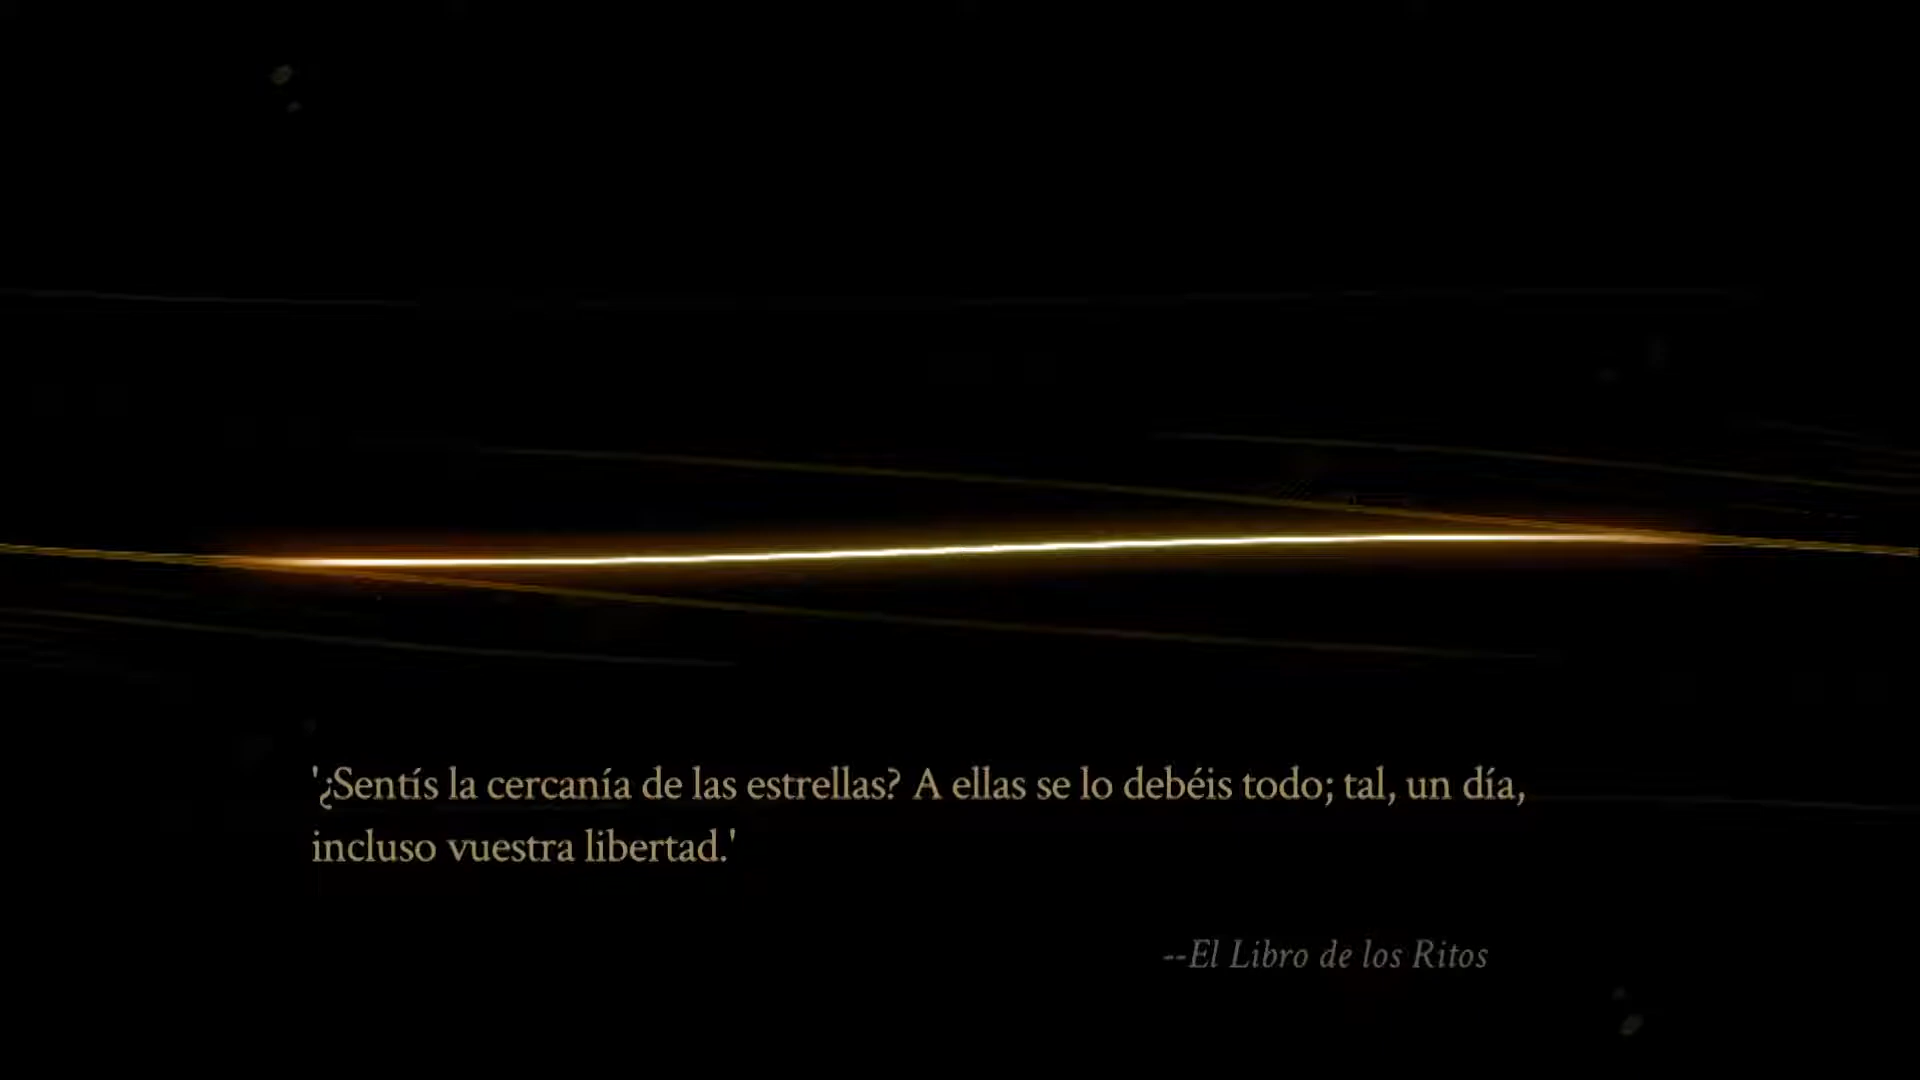 '¿Sentís la cercanía de las estrellas? A ellas se lo debéis todo; tal, un día,
incluso vuestra libertad.'
--El Libro de los Ritos